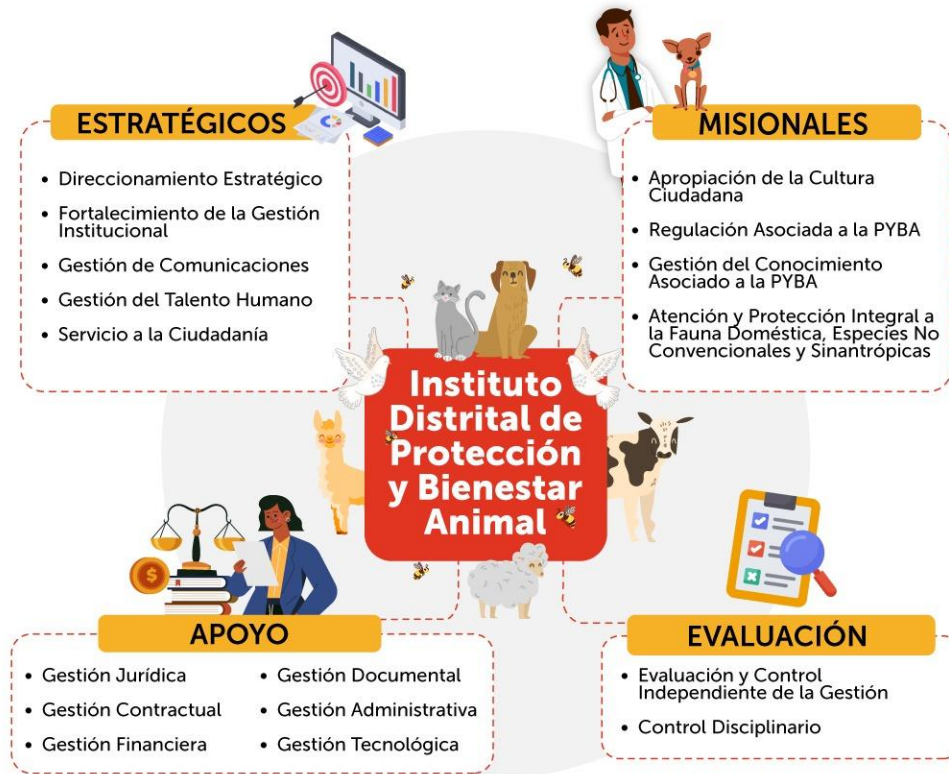 ESTRATÉGICOS
• Direccionamiento Estratégico
• Fortalecimiento de la Gestión
Institucional
• Gestión de Comunicaciones
• Gestión del Talento Humano
• Servicio a la Ciudadanía
MISIONALES
• Apropiación de la Cultura
Ciudadana
• Regulación Asociada a la PYBA
• Gestión del Conocimiento
Asociado a la PYBA
• Atención y Protección Integral a
la Fauna Doméstica, Especies No
Convencionales y Sinantrópicas
Instituto
Distrital de
Protección
y Bienestar
Animal
APOYO
• Gestión Jurídica
• Gestión Contractual
• Gestión Financiera
• Gestión Documental
• Gestión Administrativa
• Gestión Tecnológica
EVALUACIÓN
• Evaluación y Control
Independiente de la Gestión
• Control Disciplinario